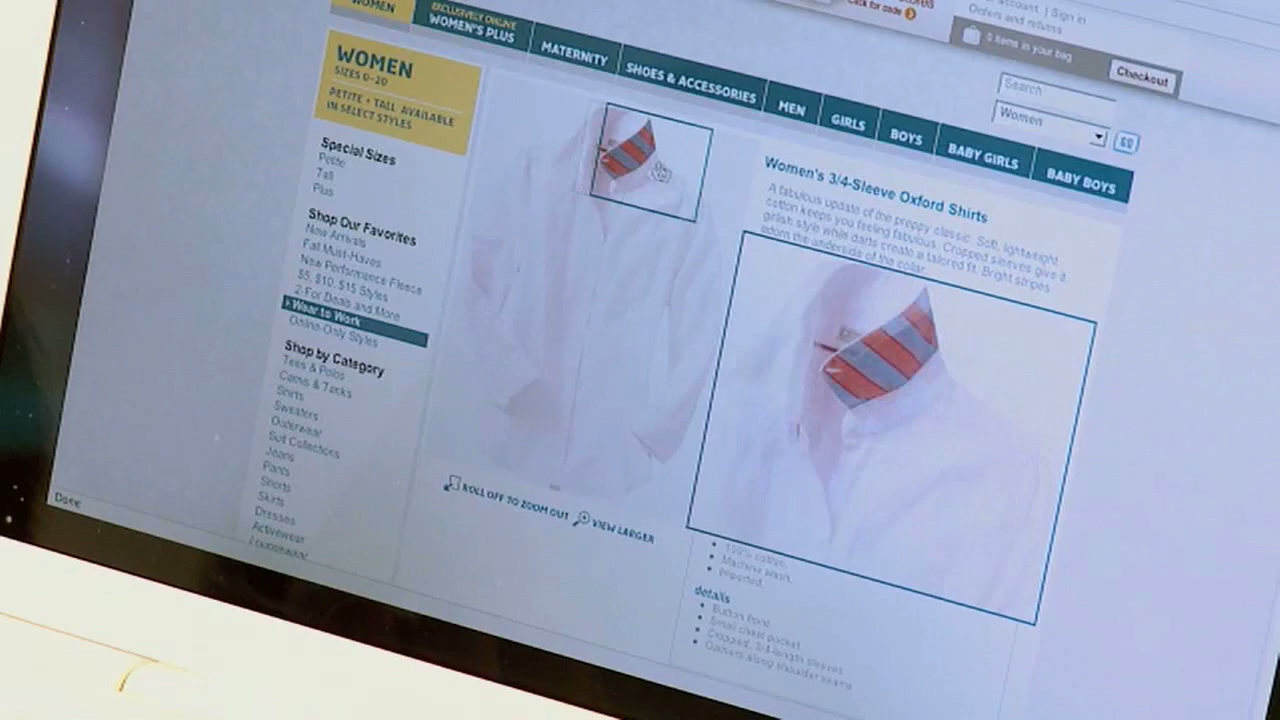 Click for code
account | Sign in
Orders and returns
0 items in your bag
Checkout
WOMEN
EXCLUSIVELY ONLINE
WOMEN'S PLUS
MATERNITY
SHOES & ACCESSORIES
MEN
GIRLS
BOYS
BABY GIRLS
BABY BOYS
Search
Women
GO
WOMEN
SIZES 0-20
PETITE + TALL AVAILABLE
IN SELECT STYLES
Special Sizes
Petite
Tall
Plus
Shop Our Favorites
New Arrivals
Fall Must-Haves
New Performance Fleece
$5, $10, $15 Styles
2-For Deals and More
Wear to Work
Online-Only Styles
Shop by Category
Tees & Polos
Camis & Tanks
Shirts
Sweaters
Outerwear
Suit Collections
Jeans
Pants
Shorts
Skirts
Dresses
Activewear
Loungewear
Women's 3/4-Sleeve Oxford Shirts
A fabulous update of the preppy classic. Soft, lightweight
cotton keeps you feeling fabulous. Cropped sleeves give it
girlish style while darts create a tailored fit. Bright stripes
adorn the underside of the collar.
ROLL OFF TO ZOOM OUT
VIEW LARGER
100% cotton.
Machine wash.
Imported.
details
Button front
Small chest pocket
Cropped, 3/4-length sleeves
Gathers along shoulder seams
Done